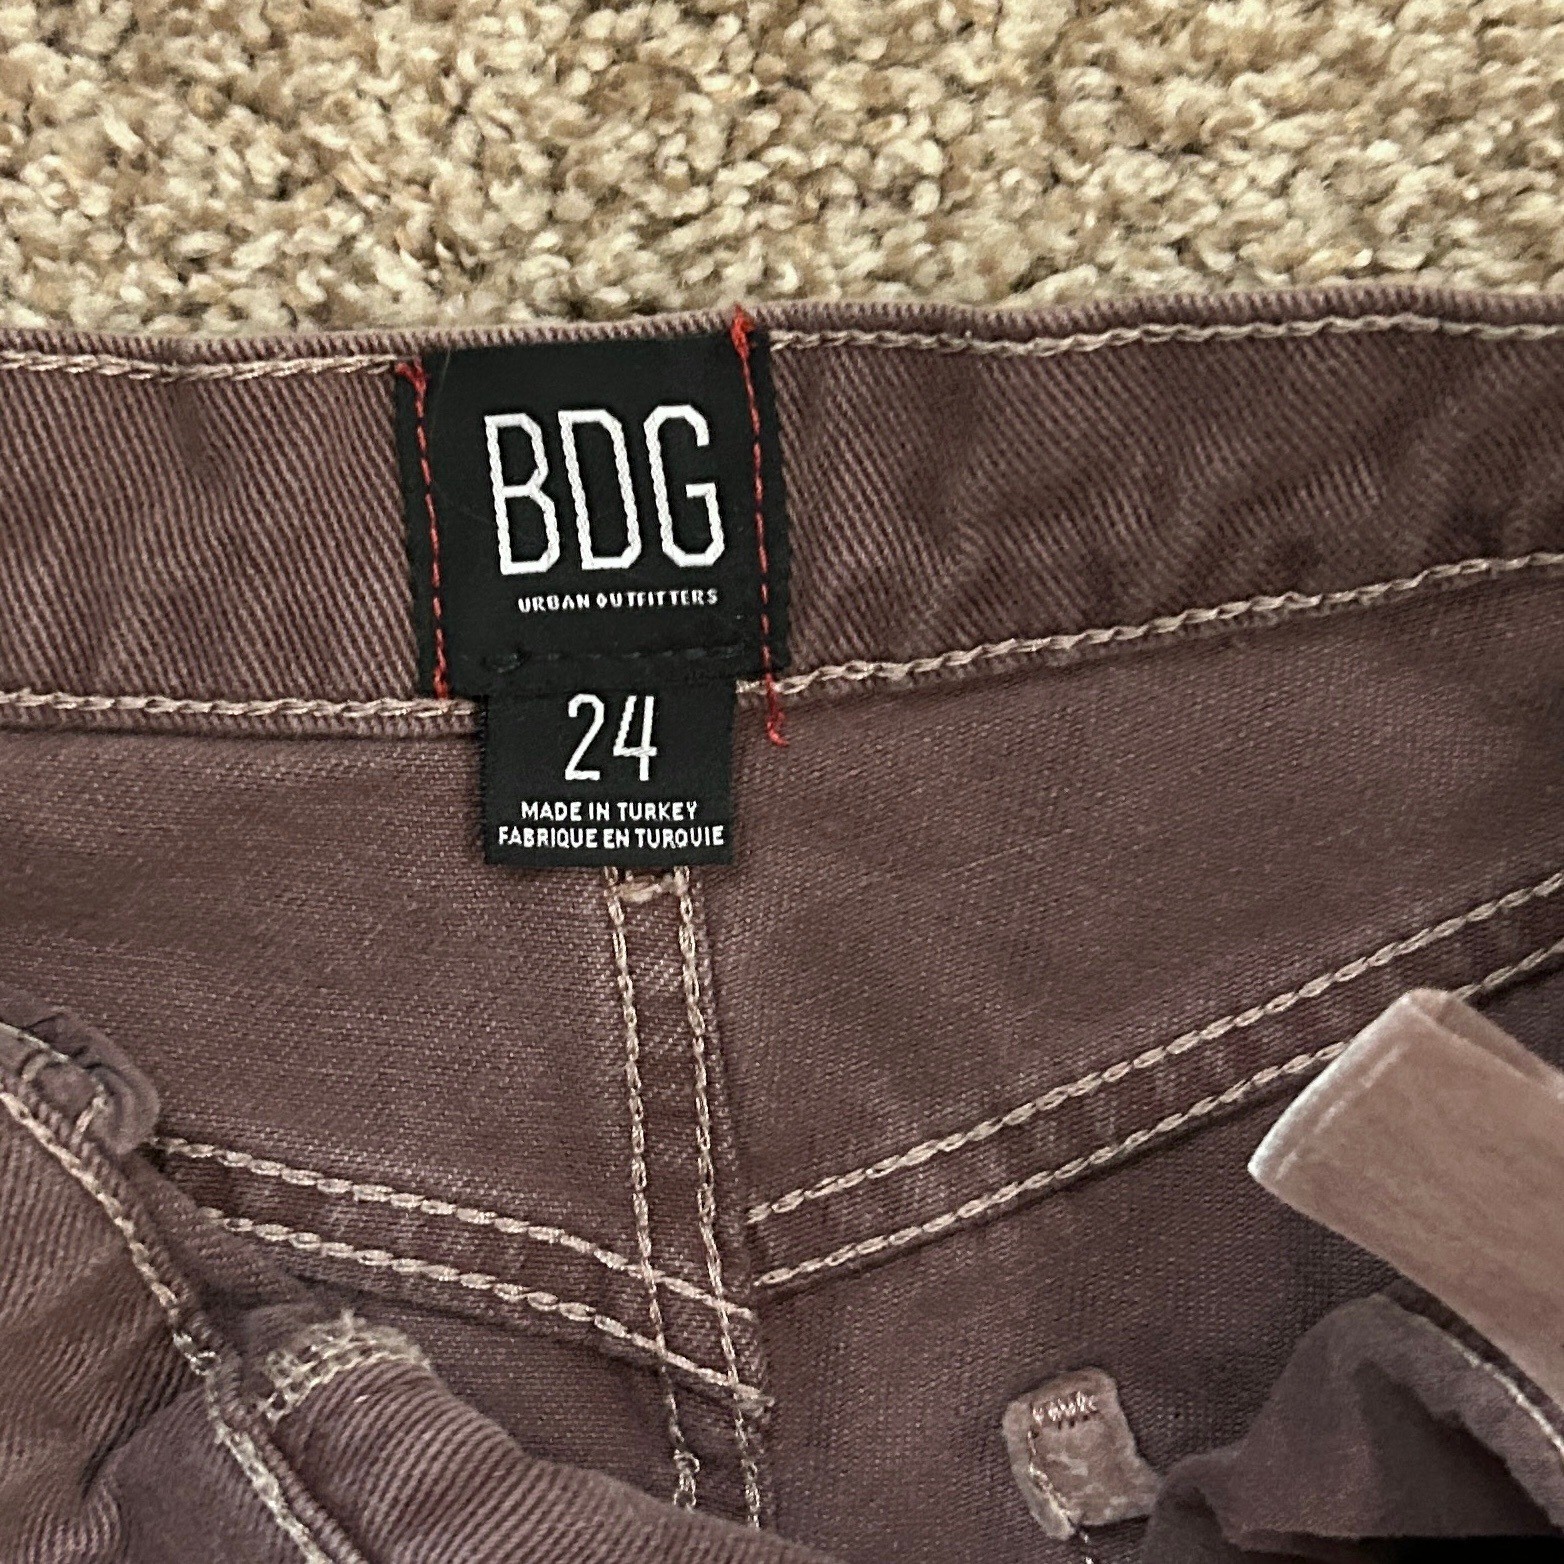 BDG
URBAN OUTFITTERS
24
MADE IN TURKEY
FABRIQUE EN TURQUIE